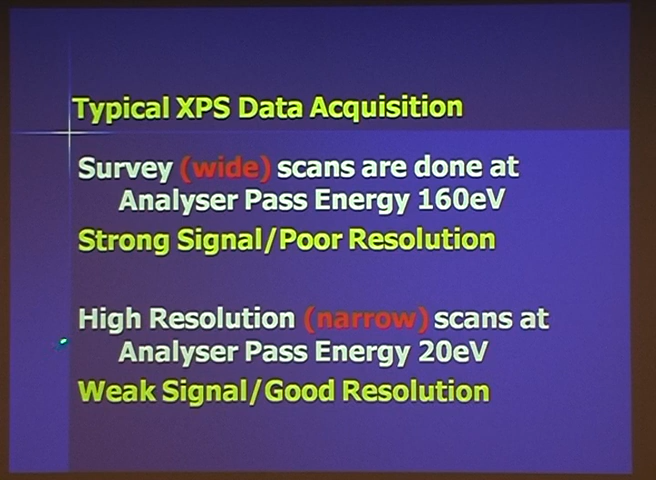 Typical XPS Data Acquisition
Survey (wide) scans are done at
Analyser Pass Energy 160eV
Strong Signal/Poor Resolution
High Resolution (narrow) scans at
Analyser Pass Energy 20eV
Weak Signal/Good Resolution